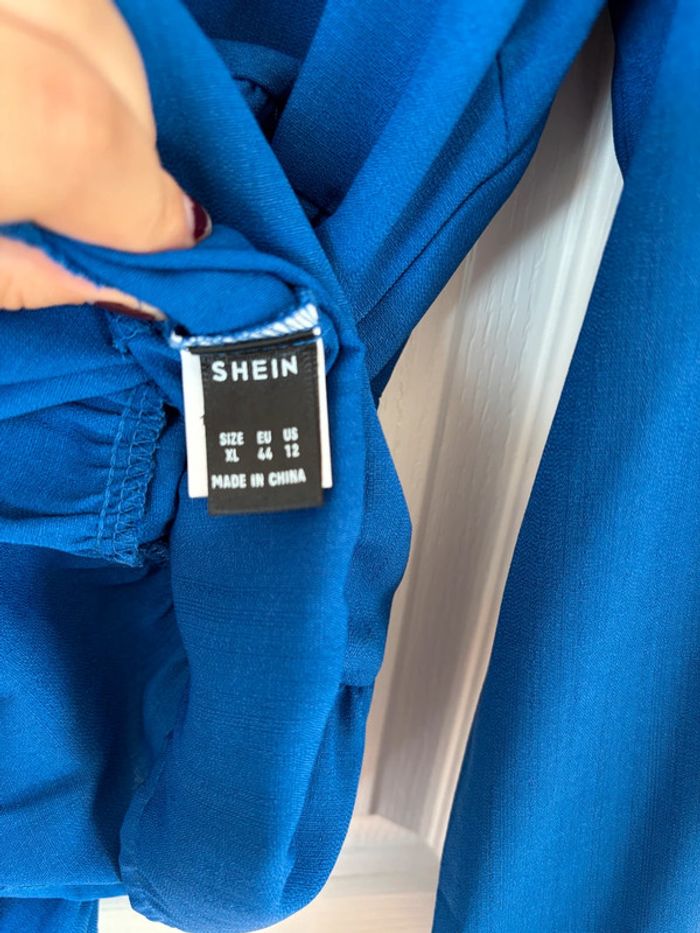 SHEIN
SIZE EU US
XL 44 12
MADE IN CHINA